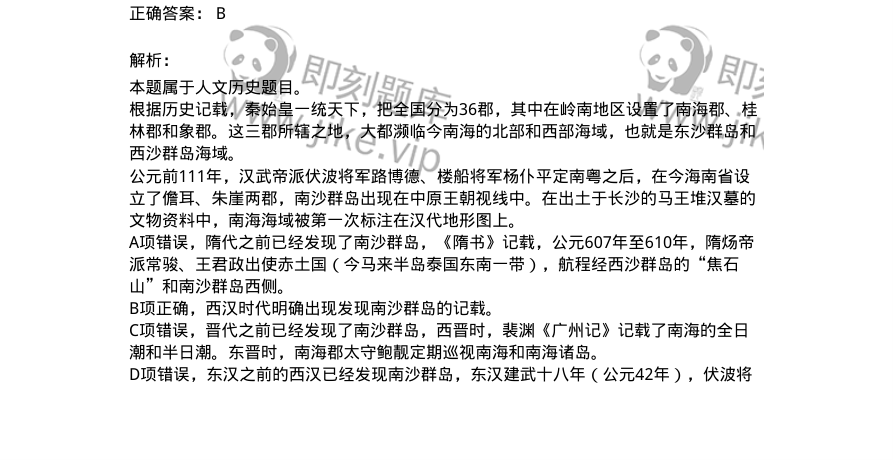 正确答案： B
解析：
本题属于人文历史题目。
根据历史记载，秦始皇一统天下，把全国分为36郡，其中在岭南地区设置了南海郡、桂
林郡和象郡。这三郡所辖之地，大都濒临今南海的北部和西部海域，也就是东沙群岛和
西沙群岛海域。
公元前111年，汉武帝派伏波将军路博德、楼船将军杨仆平定南粤之后，在今海南省设
立了儋耳、朱崖两郡，南沙群岛出现在中原王朝视线中。在出土于长沙的马王堆汉墓的
文物资料中，南海海域被第一次标注在汉代地形图上。
A项错误，隋代之前已经发现了南沙群岛，《隋书》记载，公元607年至610年，隋炀帝
派常骏、王君政出使赤土国（今马来半岛泰国东南一带），航程经西沙群岛的“焦石
山”和南沙群岛西侧。
B项正确，西汉时代明确出现发现南沙群岛的记载。
C项错误，晋代之前已经发现了南沙群岛，西晋时，裴渊《广州记》记载了南海的全日
潮和半日潮。东晋时，南海郡太守鲍靓定期巡视南海和南海诸岛。
D项错误，东汉之前的西汉已经发现南沙群岛，东汉建武十八年（公元42年），伏波将
即刻题库
www.jike.vip
即刻题
www.jike